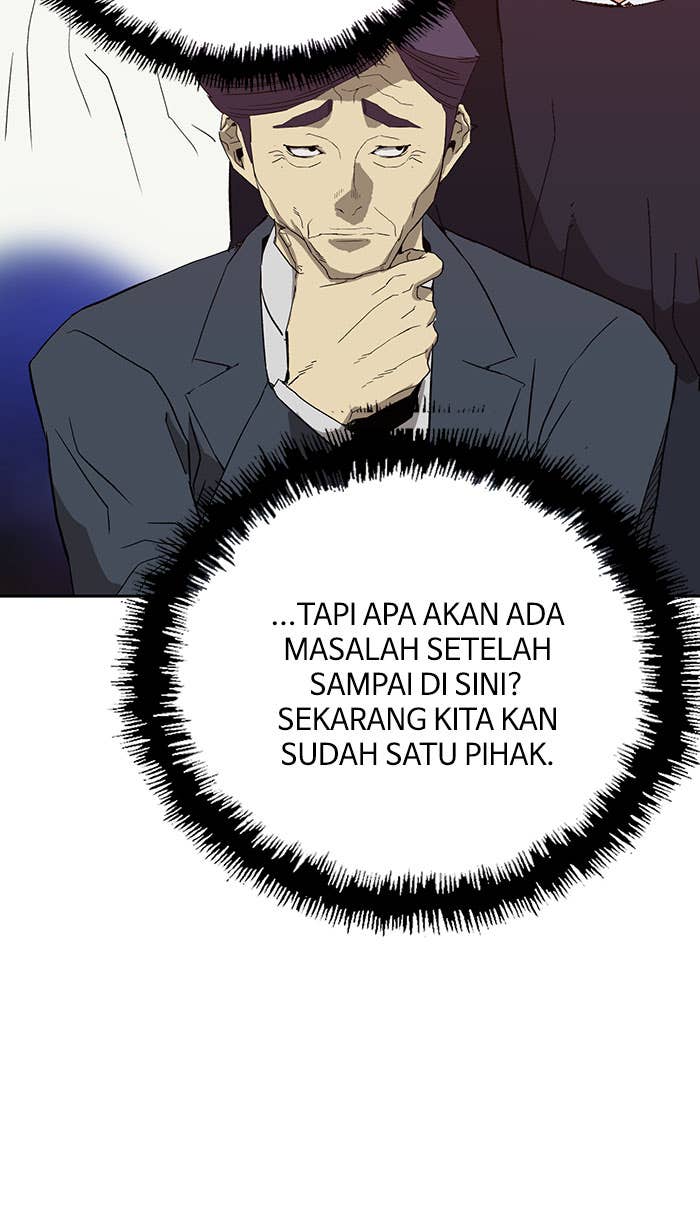 ...TAPI APA AKAN ADA
MASALAH SETELAH
SAMPAI DI SINI?
SEKARANG KITA KAN
SUDAH SATU PIHAK.